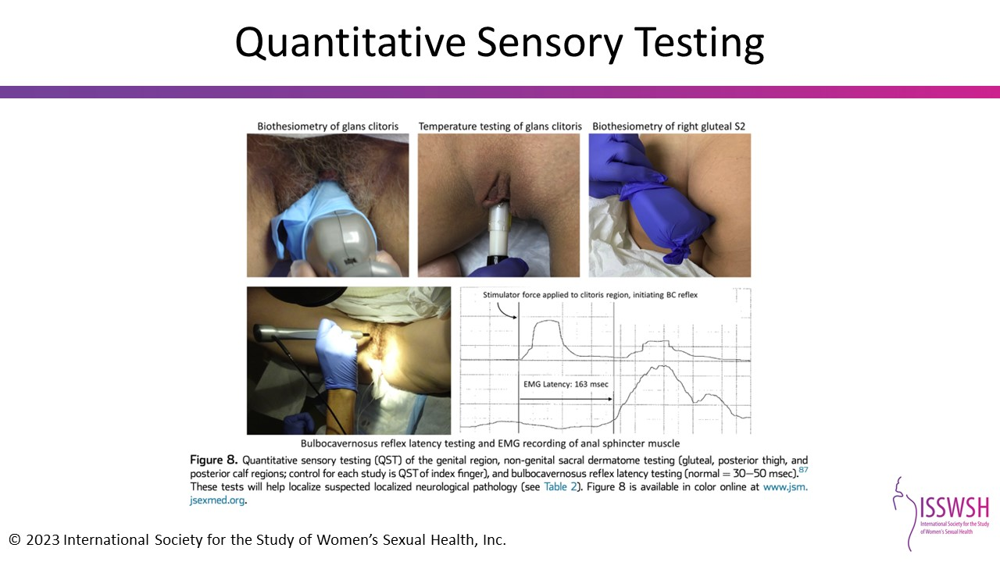 Quantitative Sensory Testing
Biothesiometry of glans clitoris
Temperature testing of glans clitoris
Biothesiometry of right gluteal S2
Stimulator force applied to clitoris region, initiating BC reflex
EMG Latency: 163 msec
Bulbocavernosus reflex latency testing and EMG recording of anal sphincter muscle
Figure 8. Quantitative sensory testing (QST) of the genital region, non-genital sacral dermatome testing (gluteal, posterior thigh, and
posterior calf regions; control for each study is QST of index finger), and bulbocavernosus reflex latency testing (normal = 30–50 msec).87
These tests will help localize suspected localized neurological pathology (see Table 2). Figure 8 is available in color online at www.jsm.
jsexmed.org.
ISSWSH
International Society for the Study
of Women's Sexual Health
© 2023 International Society for the Study of Women's Sexual Health, Inc.